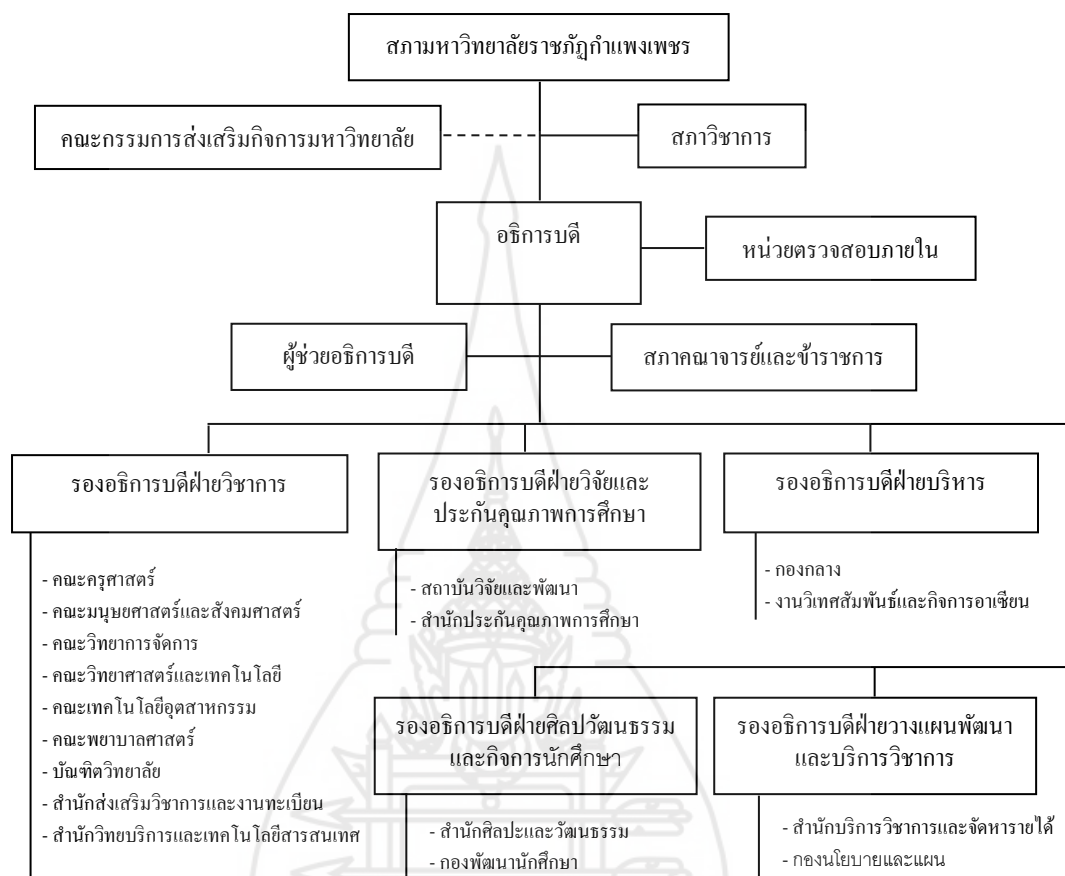 สภามหาวิทยาลัยราชภัฏกำแพงเพชร
คณะกรรมการส่งเสริมกิจการมหาวิทยาลัย
สภาวิชาการ
อธิการบดี
หน่วยตรวจสอบภายใน
ผู้ช่วยอธิการบดี
สภาคณาจารย์และข้าราชการ
รองอธิการบดีฝ่ายวิชาการ
- คณะครุศาสตร์
- คณะมนุษยศาสตร์และสังคมศาสตร์
- คณะวิทยาการจัดการ
- คณะวิทยาศาสตร์และเทคโนโลยี
- คณะเทคโนโลยีอุตสาหกรรม
- คณะพยาบาลศาสตร์
- บัณฑิตวิทยาลัย
- สำนักส่งเสริมวิชาการและงานทะเบียน
- สำนักวิทยบริการและเทคโนโลยีสารสนเทศ
รองอธิการบดีฝ่ายวิจัยและ
ประกันคุณภาพการศึกษา
- สถาบันวิจัยและพัฒนา
- สำนักประกันคุณภาพการศึกษา
รองอธิการบดีฝ่ายบริหาร
- กองกลาง
- งานวิเทศสัมพันธ์และกิจการอาเซียน
รองอธิการบดีฝ่ายศิลปวัฒนธรรม
และกิจการนักศึกษา
- สำนักศิลปะและวัฒนธรรม
- กองพัฒนานักศึกษา
รองอธิการบดีฝ่ายวางแผนพัฒนา
และบริการวิชาการ
- สำนักบริการวิชาการและจัดหารายได้
- กองนโยบายและแผน